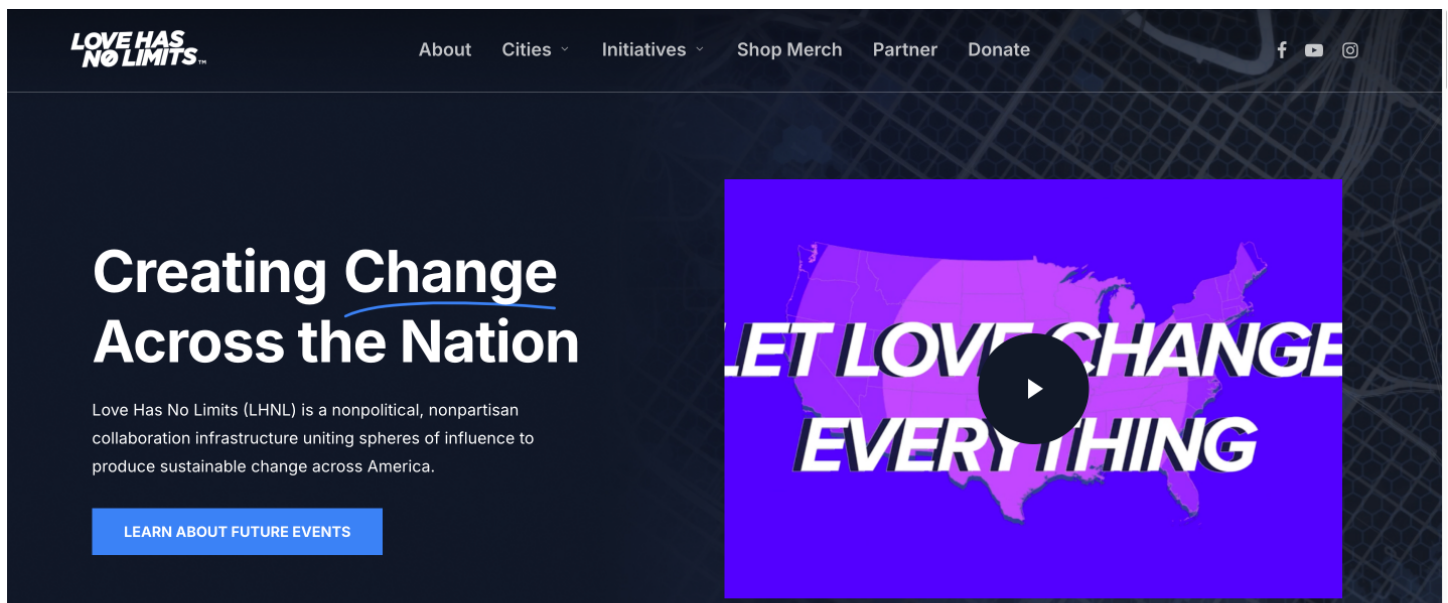 LOVE HAS
NO LIMITS™
About Cities Initiatives Shop Merch Partner Donate
Creating Change
Across the Nation
Love Has No Limits (LHNL) is a nonpolitical, nonpartisan
collaboration infrastructure uniting spheres of influence to
produce sustainable change across America.
LEARN ABOUT FUTURE EVENTS
LET LOVE CHANGE
EVERYTHING